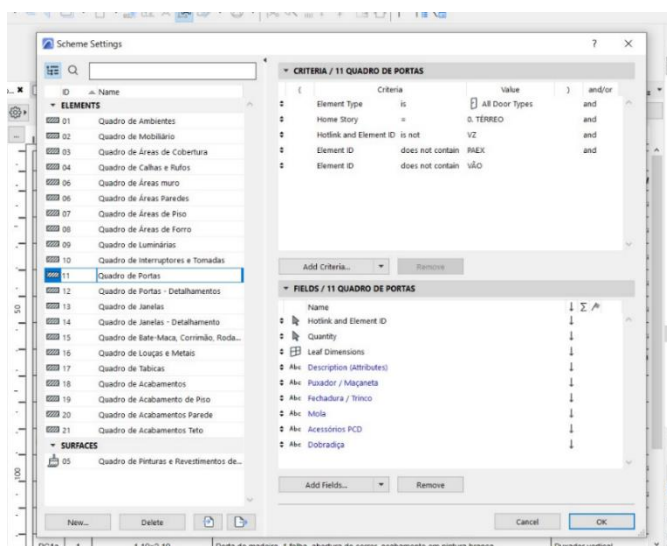 Scheme Settings
? ×
ID Name
ELEMENTS
01 Quadro de Ambientes
02 Quadro de Mobiliário
03 Quadro de Áreas de Cobertura
04 Quadro de Calhas e Rufos
06 Quadro de Áreas muro
06 Quadro de Áreas Paredes
07 Quadro de Áreas de Piso
08 Quadro de Áreas de Forro
09 Quadro de Luminárias
10 Quadro de Interruptores e Tomadas
11 Quadro de Portas
12 Quadro de Portas - Detalhamentos
13 Quadro de Janelas
14 Quadro de Janelas - Detalhamento
15 Quadro de Bate-Maca, Corrimão, Roda...
16 Quadro de Louças e Metais
17 Quadro de Tabicas
18 Quadro de Acabamentos
19 Quadro de Acabamento de Piso
20 Quadro de Acabamentos Parede
21 Quadro de Acabamentos Teto
SURFACES
05 Quadro de Pinturas e Revestimentos de...
New... Delete
CRITERIA / 11 QUADRO DE PORTAS
( Criteria Value ) and/or
Element Type is All Door Types and
Home Story = 0. TÉRREO and
Hotlink and Element ID is not VZ and
Element ID does not contain PAEX and
Element ID does not contain VÃO
Add Criteria... Remove
FIELDS / 11 QUADRO DE PORTAS
Name
Hotlink and Element ID
Quantity
Leaf Dimensions
Abc Description (Attributes)
Abc Puxador / Maçaneta
Abc Fechadura / Trinco
Abc Mola
Abc Acessórios PCD
Abc Dobradiça
Add Fields... Remove
Cancel OK
100